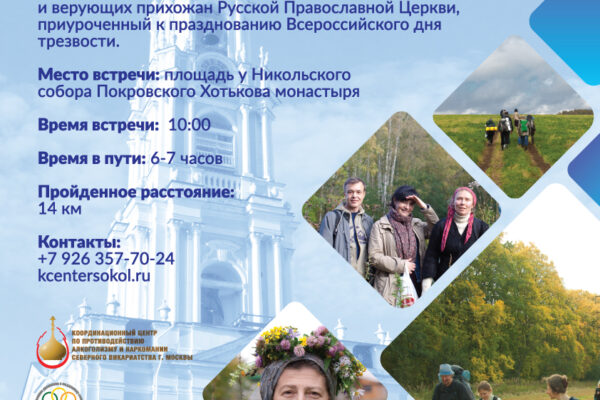 и верующих прихожан Русской Православной Церкви,
приуроченный к празднованию Всероссийского дня
трезвости.
Место встречи: площадь у Никольского
собора Покровского Хотькова монастыря
Время встречи: 10:00
Время в пути: 6-7 часов
Пройденное расстояние:
14 км
Контакты:
+7 926 357-70-24
kcentersokol.ru
КООРДИНАЦИОННЫЙ ЦЕНТР
ПО ПРОТИВОДЕЙСТВИЮ
АЛКОГОЛИЗМУ И НАРКОМАНИИ
СЕВЕРНОГО ВИКАРИАТСТВА Г. МОСКВЫ